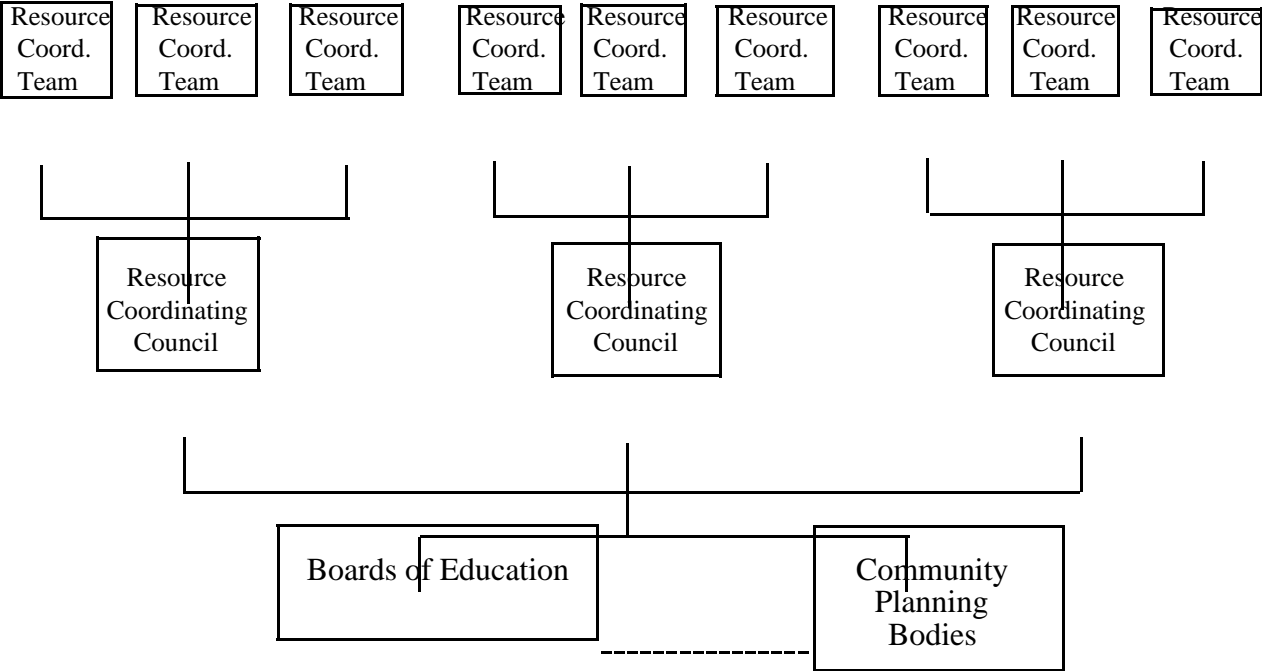 Resource
Coord.
Team
Resource
Coord.
Team
Resource
Coord.
Team
Resource
Coord.
Team
Resource
Coord.
Team
Resource
Coord.
Team
Resource
Coord.
Team
Resource
Coord.
Team
Resource
Coord.
Team
Resource
Coordinating
Council
Resource
Coordinating
Council
Resource
Coordinating
Council
Boards of Education
Community
Planning
Bodies